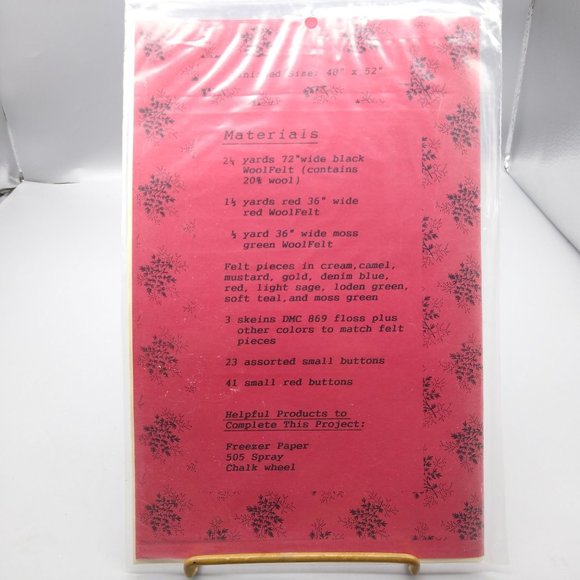 Finished Size: 40" x 52"
Materials
2¼ yards 72"wide black
WoolFelt (contains
20% wool)
1½ yards red 36" wide
red WoolFelt
½ yard 36" wide moss
green WoolFelt
Felt pieces in cream,camel,
mustard, gold, denim blue,
red, light sage, loden green,
soft teal,and moss green
3 skeins DMC 869 floss plus
other colors to match felt
pieces
23 assorted small buttons
41 small red buttons
Helpful Products to
Complete This Project:
Freezer Paper
505 Spray
Chalk wheel